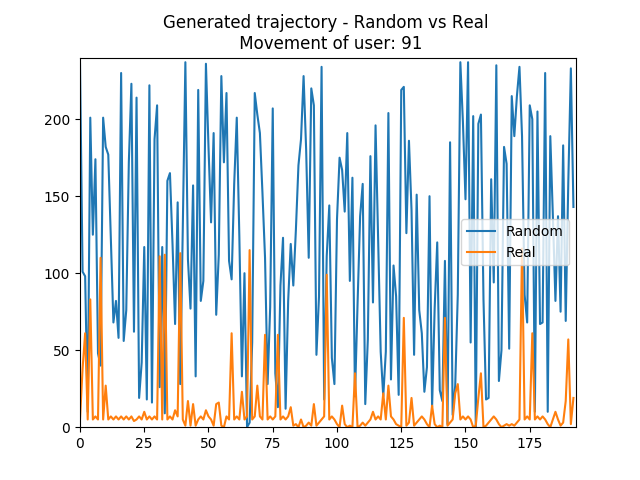 Generated trajectory - Random vs Real
Movement of user: 91
200
150
100
50
0
Random
Real
0 25 50 75 100 125 150 175